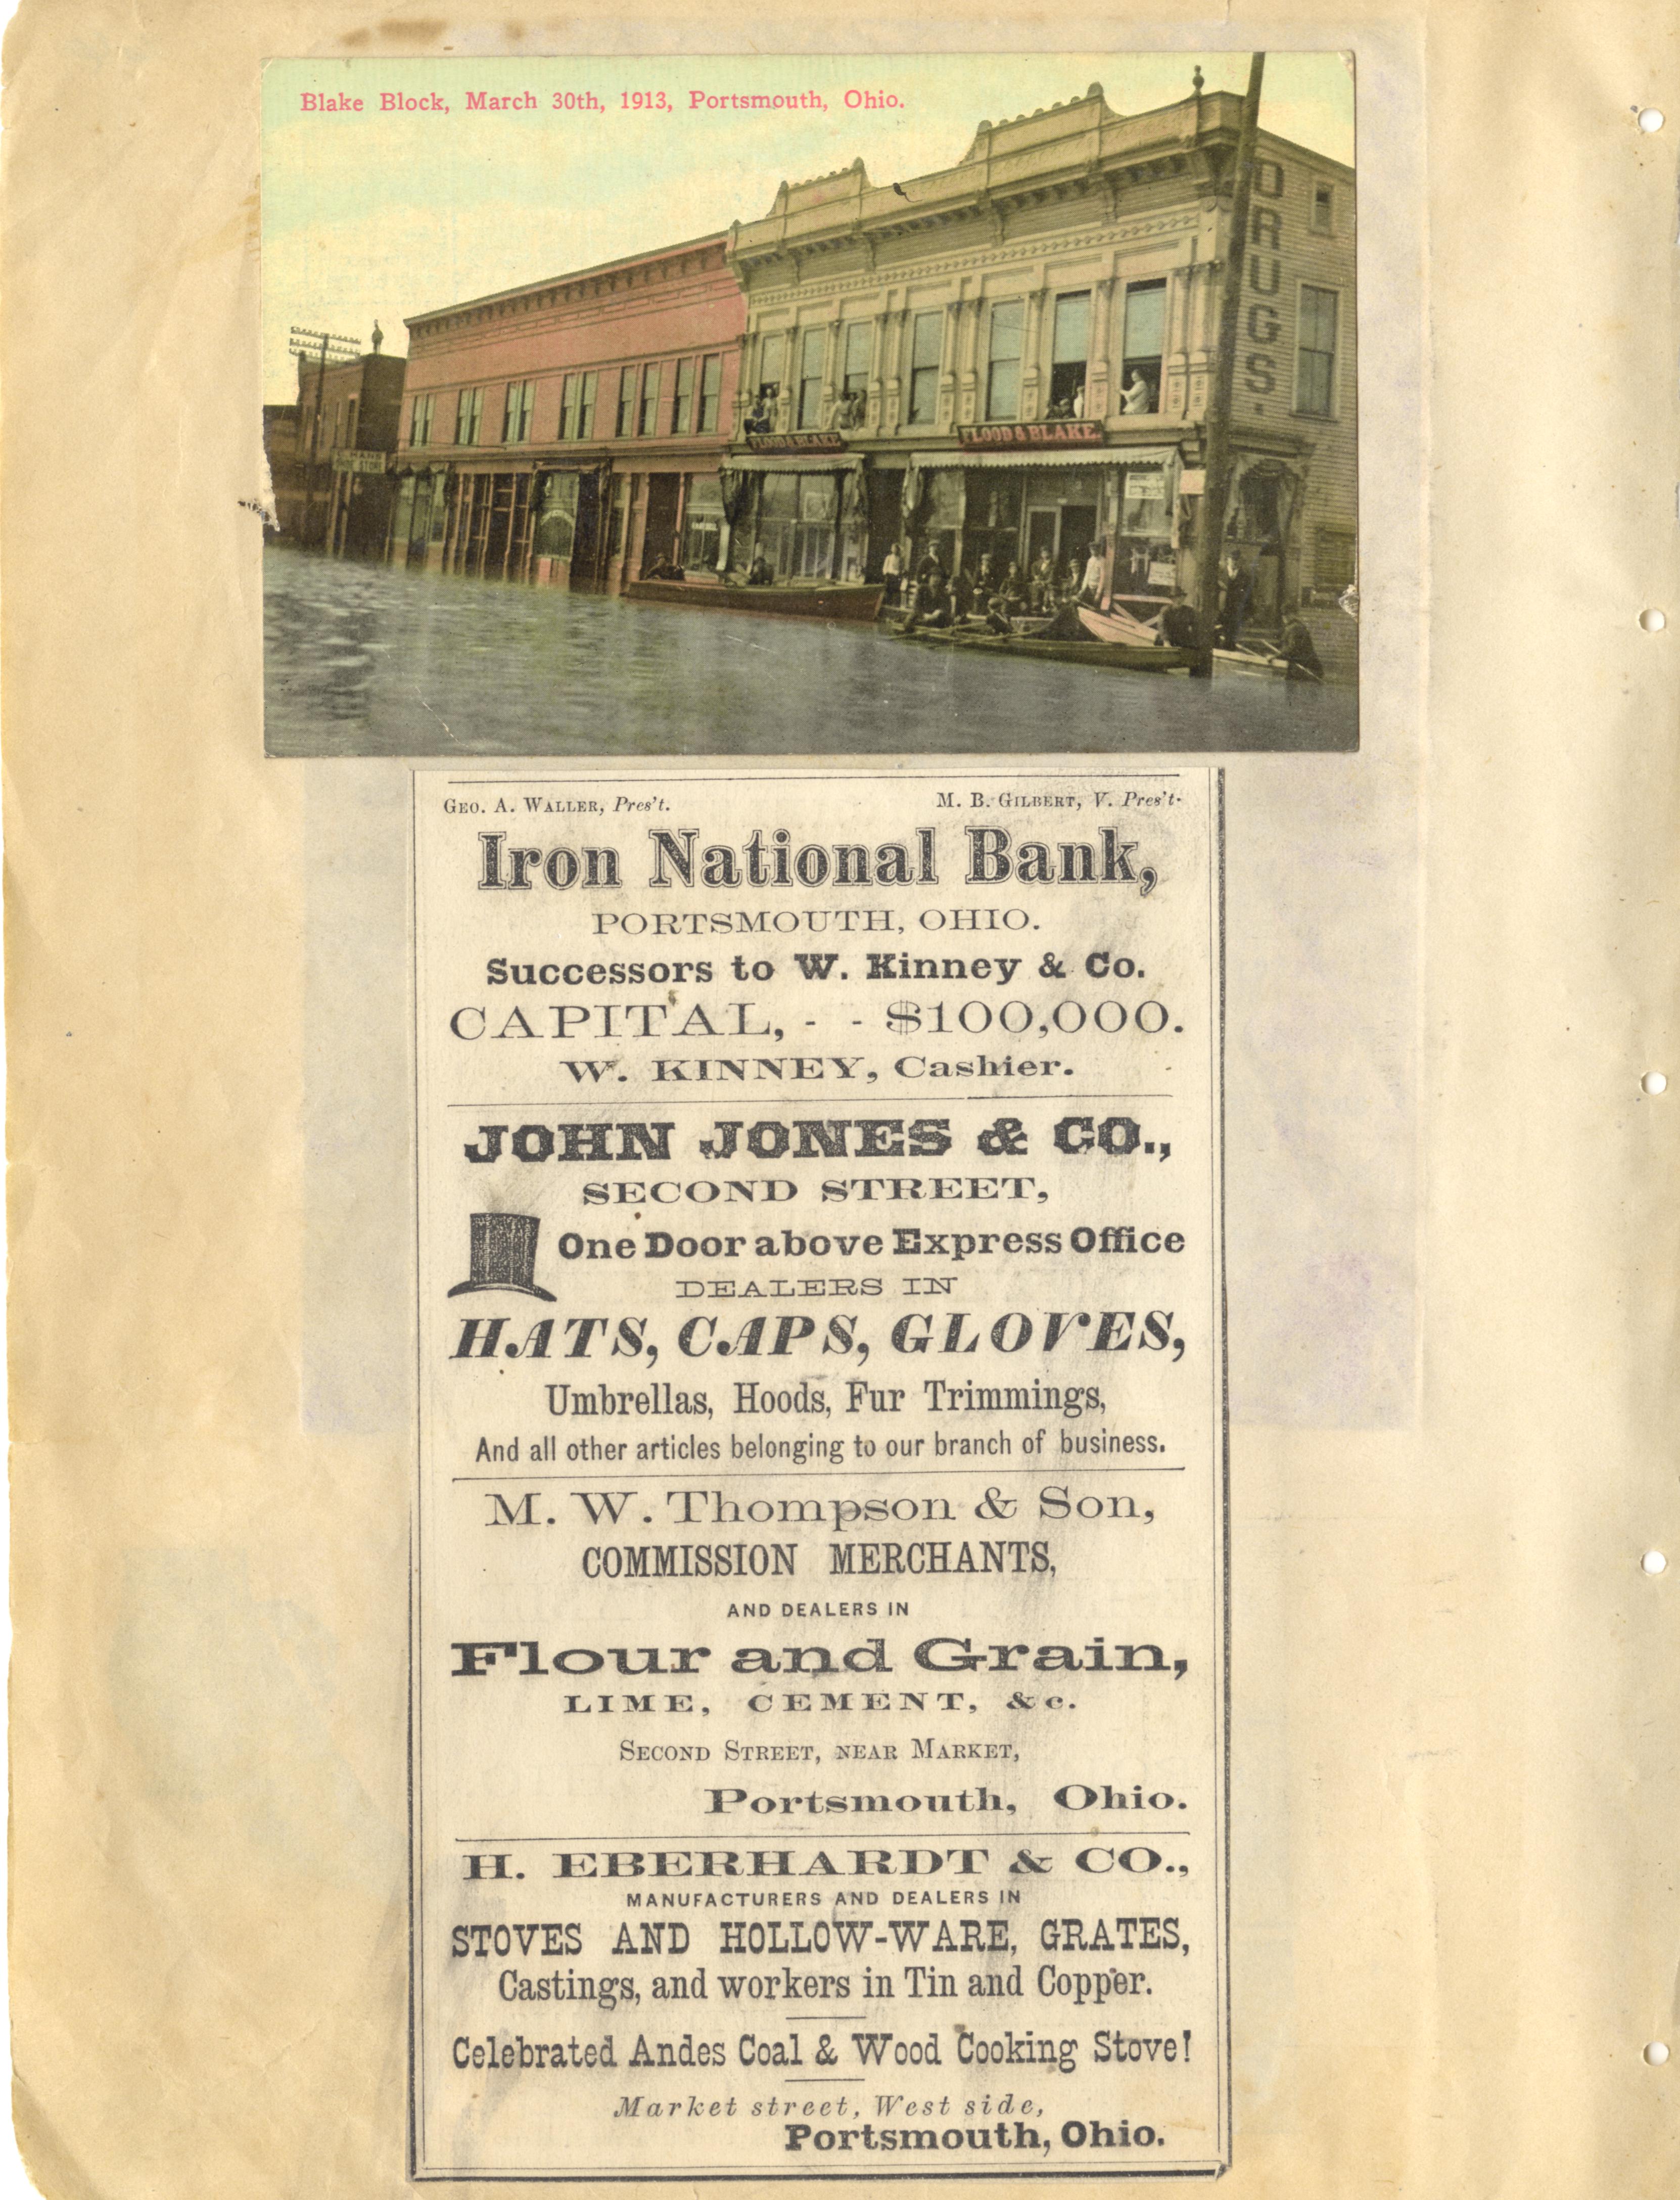 Blake Block, March 30th, 1913, Portsmouth, Ohio.
DRUGS.
FLOOD & BLAKE
FLOOD & BLAKE.
GEO. A. WALLER, Pres't. M. B. GILBERT, V. Pres't.
Iron National Bank,
PORTSMOUTH, OHIO.
Successors to W. Kinney & Co.
CAPITAL, - - $100,000.
W. KINNEY, Cashier.
JOHN JONES & CO.,
SECOND STREET,
One Door above Express Office
DEALERS IN
HATS, CAPS, GLOVES,
Umbrellas, Hoods, Fur Trimmings,
And all other articles belonging to our branch of business.
M. W. Thompson & Son,
COMMISSION MERCHANTS,
AND DEALERS IN
Flour and Grain,
LIME, CEMENT, &c.
SECOND STREET, NEAR MARKET,
Portsmouth, Ohio.
H. EBERHARDT & CO.,
MANUFACTURERS AND DEALERS IN
STOVES AND HOLLOW-WARE, GRATES,
Castings, and workers in Tin and Copper.
Celebrated Andes Coal & Wood Cooking Stove!
Market street, West side,
Portsmouth, Ohio.